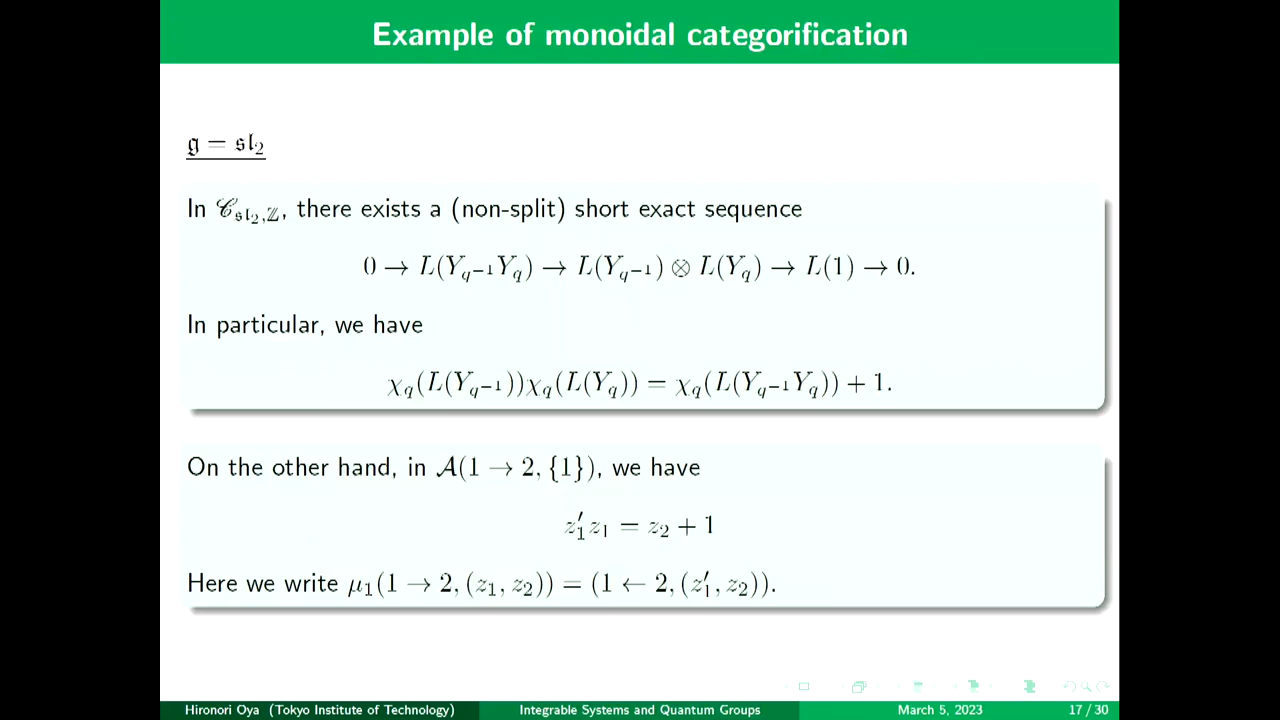 Example of monoidal categorification
𝔤 = 𝔰𝔩₂
In 𝒞_{𝔰𝔩₂,ℤ}, there exists a (non-split) short exact sequence
0 → L(Y_{q^{-1}}Y_q) → L(Y_{q^{-1}}) ⊗ L(Y_q) → L(1) → 0.
In particular, we have
χ_q(L(Y_{q^{-1}}))χ_q(L(Y_q)) = χ_q(L(Y_{q^{-1}}Y_q)) + 1.
On the other hand, in 𝒜(1 → 2, {1}), we have
z₁′z₁ = z₂ + 1
Here we write μ₁(1 → 2, (z₁, z₂)) = (1 ← 2, (z₁′, z₂)).
Hironori Oya (Tokyo Institute of Technology) Integrable Systems and Quantum Groups March 5, 2023 17 / 30